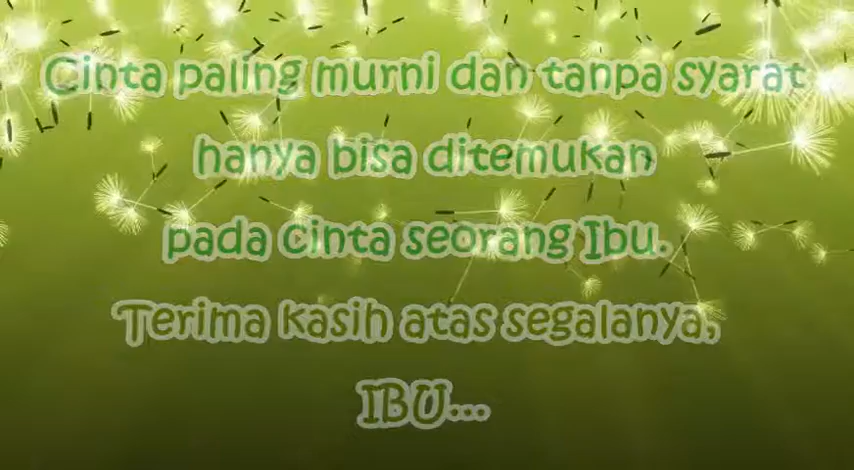 Cinta paling murni dan tanpa syarat
hanya bisa ditemukan
pada cinta seorang Ibu.
Terima kasih atas segalanya,
IBU...